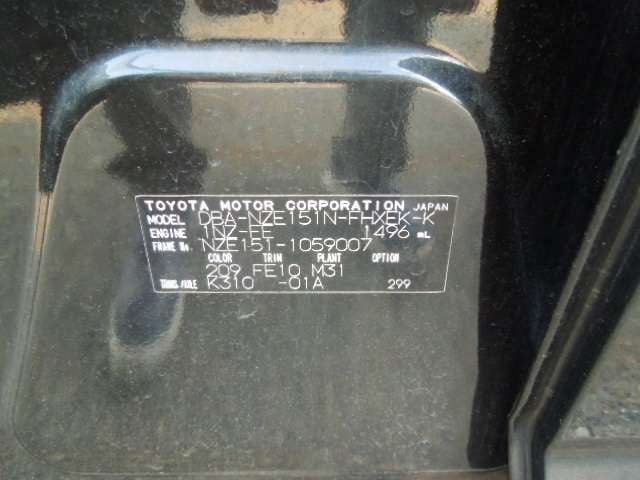 TOYOTA MOTOR CORPORATION JAPAN
MODEL DBA-NZE151N-FHXEK-K
ENGINE 1NZ-FE 1496 mL
FRAME No. NZE151-1059007
COLOR TRIM PLANT OPTION
209 FE10 M31
TRANS./AXLE K310 -01A 299